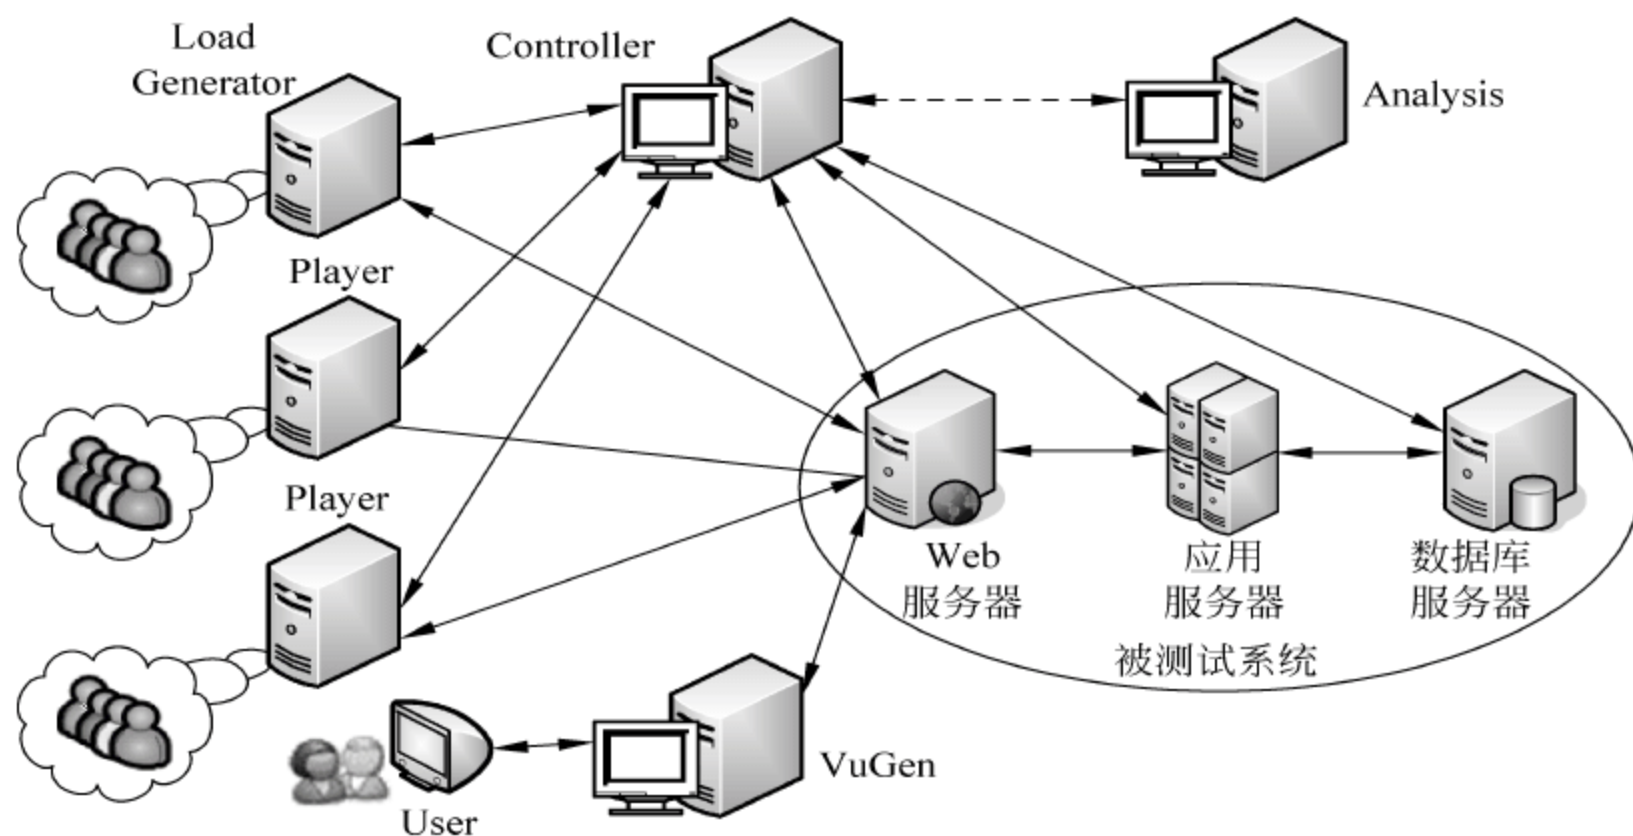 Load
Generator
Controller
Analysis
Player
Player
Web
服务器
应用
服务器
数据库
服务器
被测试系统
VuGen
User